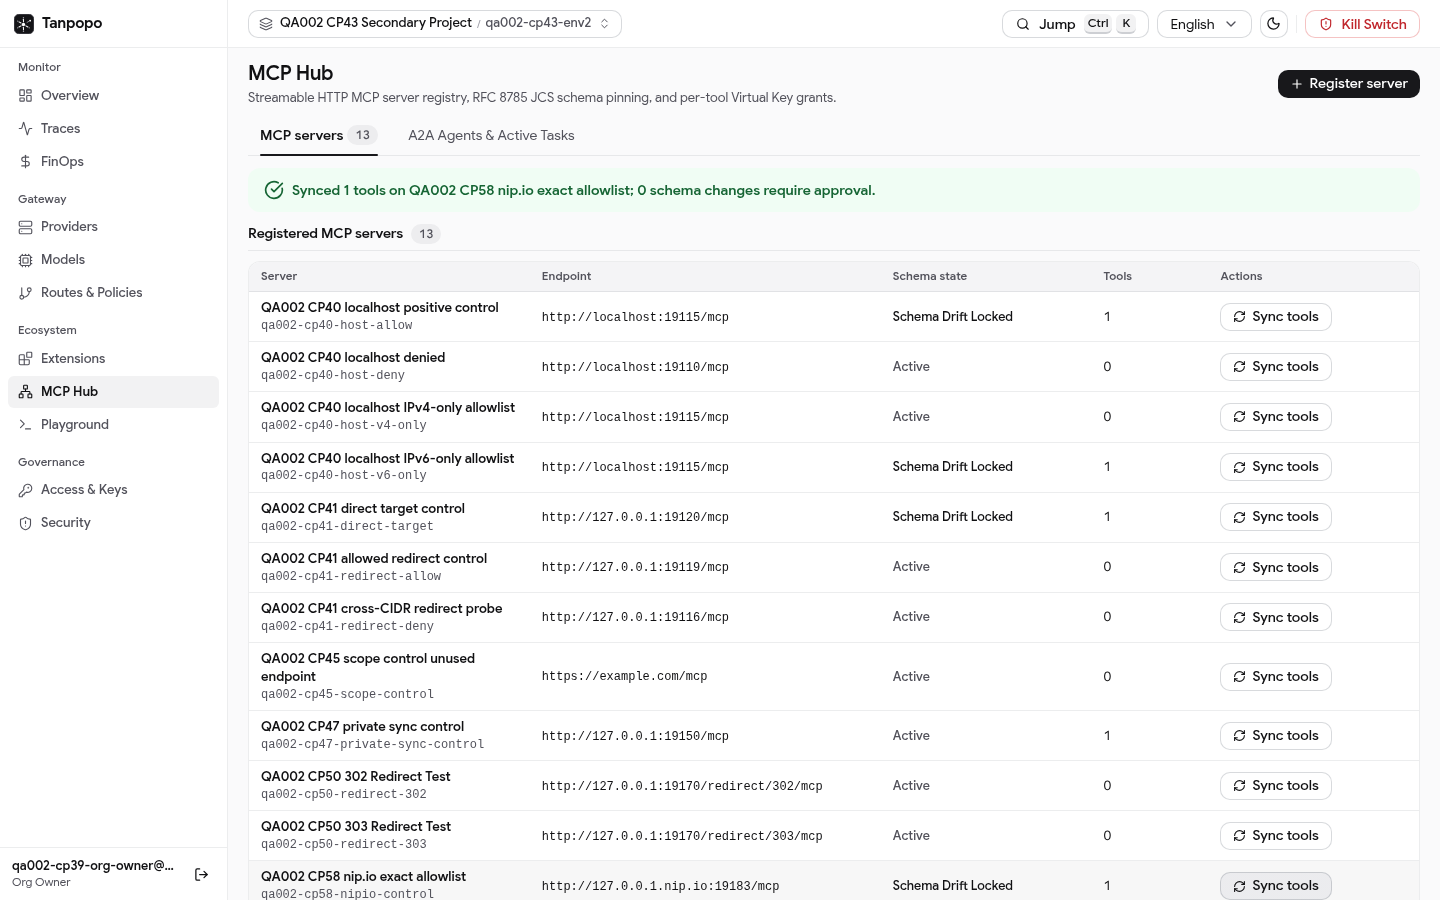 Tanpopo
QA002 CP43 Secondary Project / qa002-cp43-env2
Jump Ctrl K
English
Kill Switch
Monitor
Overview
Traces
FinOps
Gateway
Providers
Models
Routes & Policies
Ecosystem
Extensions
MCP Hub
Playground
Governance
Access & Keys
Security
qa002-cp39-org-owner@...
Org Owner
MCP Hub
Streamable HTTP MCP server registry, RFC 8785 JCS schema pinning, and per-tool Virtual Key grants.
+ Register server
MCP servers 13
A2A Agents & Active Tasks
Synced 1 tools on QA002 CP58 nip.io exact allowlist; 0 schema changes require approval.
Registered MCP servers 13
Server Endpoint Schema state Tools Actions
QA002 CP40 localhost positive control
qa002-cp40-host-allow
http://localhost:19115/mcp Schema Drift Locked 1 Sync tools
QA002 CP40 localhost denied
qa002-cp40-host-deny
http://localhost:19110/mcp Active 0 Sync tools
QA002 CP40 localhost IPv4-only allowlist
qa002-cp40-host-v4-only
http://localhost:19115/mcp Active 0 Sync tools
QA002 CP40 localhost IPv6-only allowlist
qa002-cp40-host-v6-only
http://localhost:19115/mcp Schema Drift Locked 1 Sync tools
QA002 CP41 direct target control
qa002-cp41-direct-target
http://127.0.0.1:19120/mcp Schema Drift Locked 1 Sync tools
QA002 CP41 allowed redirect control
qa002-cp41-redirect-allow
http://127.0.0.1:19119/mcp Active 0 Sync tools
QA002 CP41 cross-CIDR redirect probe
qa002-cp41-redirect-deny
http://127.0.0.1:19116/mcp Active 0 Sync tools
QA002 CP45 scope control unused
endpoint
qa002-cp45-scope-control
https://example.com/mcp Active 0 Sync tools
QA002 CP47 private sync control
qa002-cp47-private-sync-control
http://127.0.0.1:19150/mcp Active 1 Sync tools
QA002 CP50 302 Redirect Test
qa002-cp50-redirect-302
http://127.0.0.1:19170/redirect/302/mcp Active 0 Sync tools
QA002 CP50 303 Redirect Test
qa002-cp50-redirect-303
http://127.0.0.1:19170/redirect/303/mcp Active 0 Sync tools
QA002 CP58 nip.io exact allowlist
qa002-cp58-nipio-control
http://127.0.0.1.nip.io:19183/mcp Schema Drift Locked 1 Sync tools